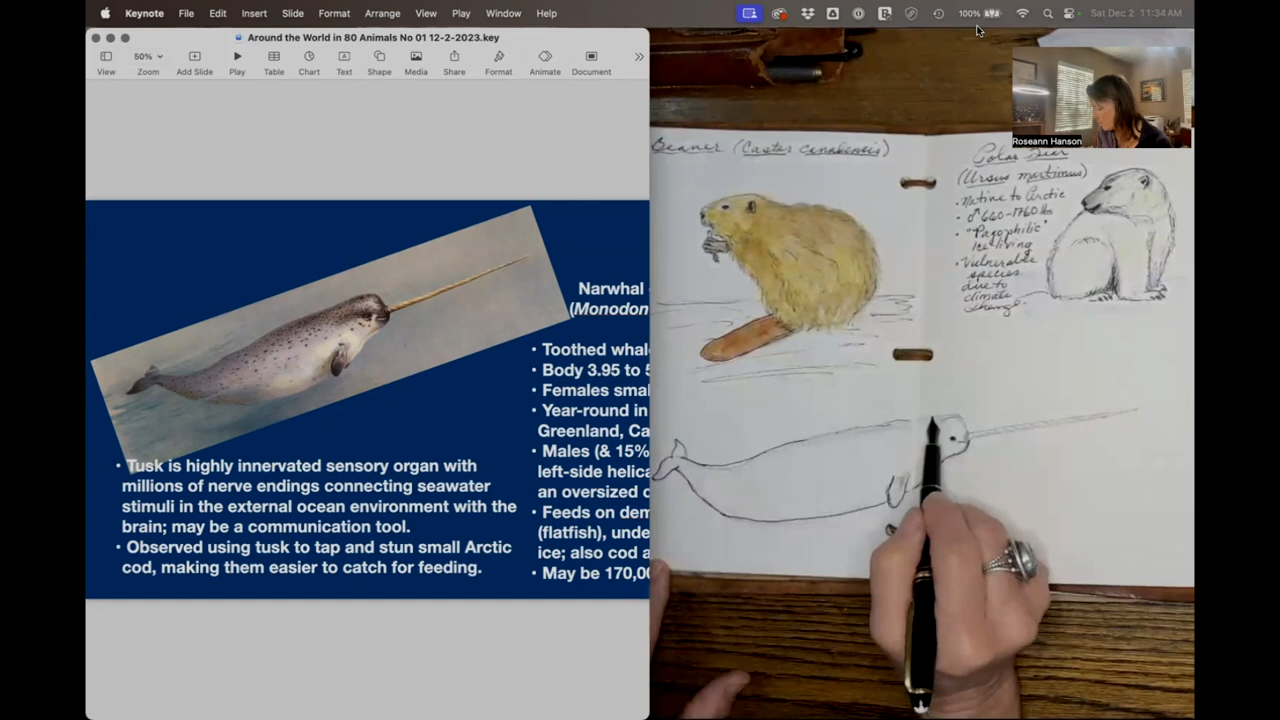 Keynote File Edit Insert Slide Format Arrange View Play Window Help
100%
Sat Dec 2 11:34 AM
Around the World in 80 Animals No 01 12-2-2023.key
50%
View Zoom Add Slide Play Table Chart Text Shape Media Share Format Animate Document
Narwhal
(Monodon
• Toothed whal
• Body 3.95 to
• Females smal
• Year-round in
Greenland, Ca
• Males (& 15%
left-side helica
an oversized
• Feeds on dem
(flatfish), unde
ice; also cod a
• May be 170,00
• Tusk is highly innervated sensory organ with
millions of nerve endings connecting seawater
stimuli in the external ocean environment with the
brain; may be a communication tool.
• Observed using tusk to tap and stun small Arctic
cod, making them easier to catch for feeding.
Roseann Hanson
Beaver (Castor canadensis)
Polar Bear
(Ursus maritimus)
• Native to Arctic
• ♂ 660-1760 lbs
• "Pagophilic"
Ice-living
• Vulnerable
species
due to
climate
change.